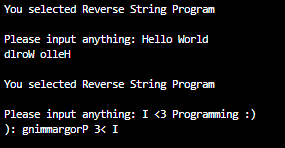 You selected Reverse String Program
Please input anything: Hello World
dlroW olleH
You selected Reverse String Program
Please input anything: I <3 Programming :)
): gnimmargorP 3< I